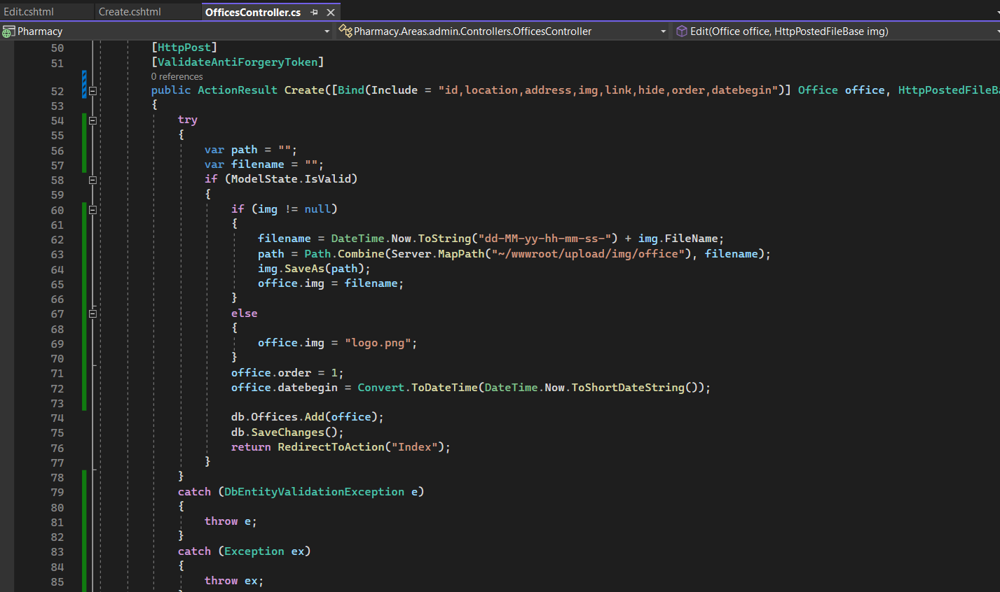 Edit.cshtml Create.cshtml OfficesController.cs
Pharmacy Pharmacy.Areas.admin.Controllers.OfficesController Edit(Office office, HttpPostedFileBase img)
50 [HttpPost]
51 [ValidateAntiForgeryToken]
0 references
52 public ActionResult Create([Bind(Include = "id,location,address,img,link,hide,order,datebegin")] Office office, HttpPostedFileBa
53 {
54 try
55 {
56 var path = "";
57 var filename = "";
58 if (ModelState.IsValid)
59 {
60 if (img != null)
61 {
62 filename = DateTime.Now.ToString("dd-MM-yy-hh-mm-ss-") + img.FileName;
63 path = Path.Combine(Server.MapPath("~/wwwroot/upload/img/office"), filename);
64 img.SaveAs(path);
65 office.img = filename;
66 }
67 else
68 {
69 office.img = "logo.png";
70 }
71 office.order = 1;
72 office.datebegin = Convert.ToDateTime(DateTime.Now.ToShortDateString());
73
74 db.Offices.Add(office);
75 db.SaveChanges();
76 return RedirectToAction("Index");
77 }
78 }
79 catch (DbEntityValidationException e)
80 {
81 throw e;
82 }
83 catch (Exception ex)
84 {
85 throw ex;